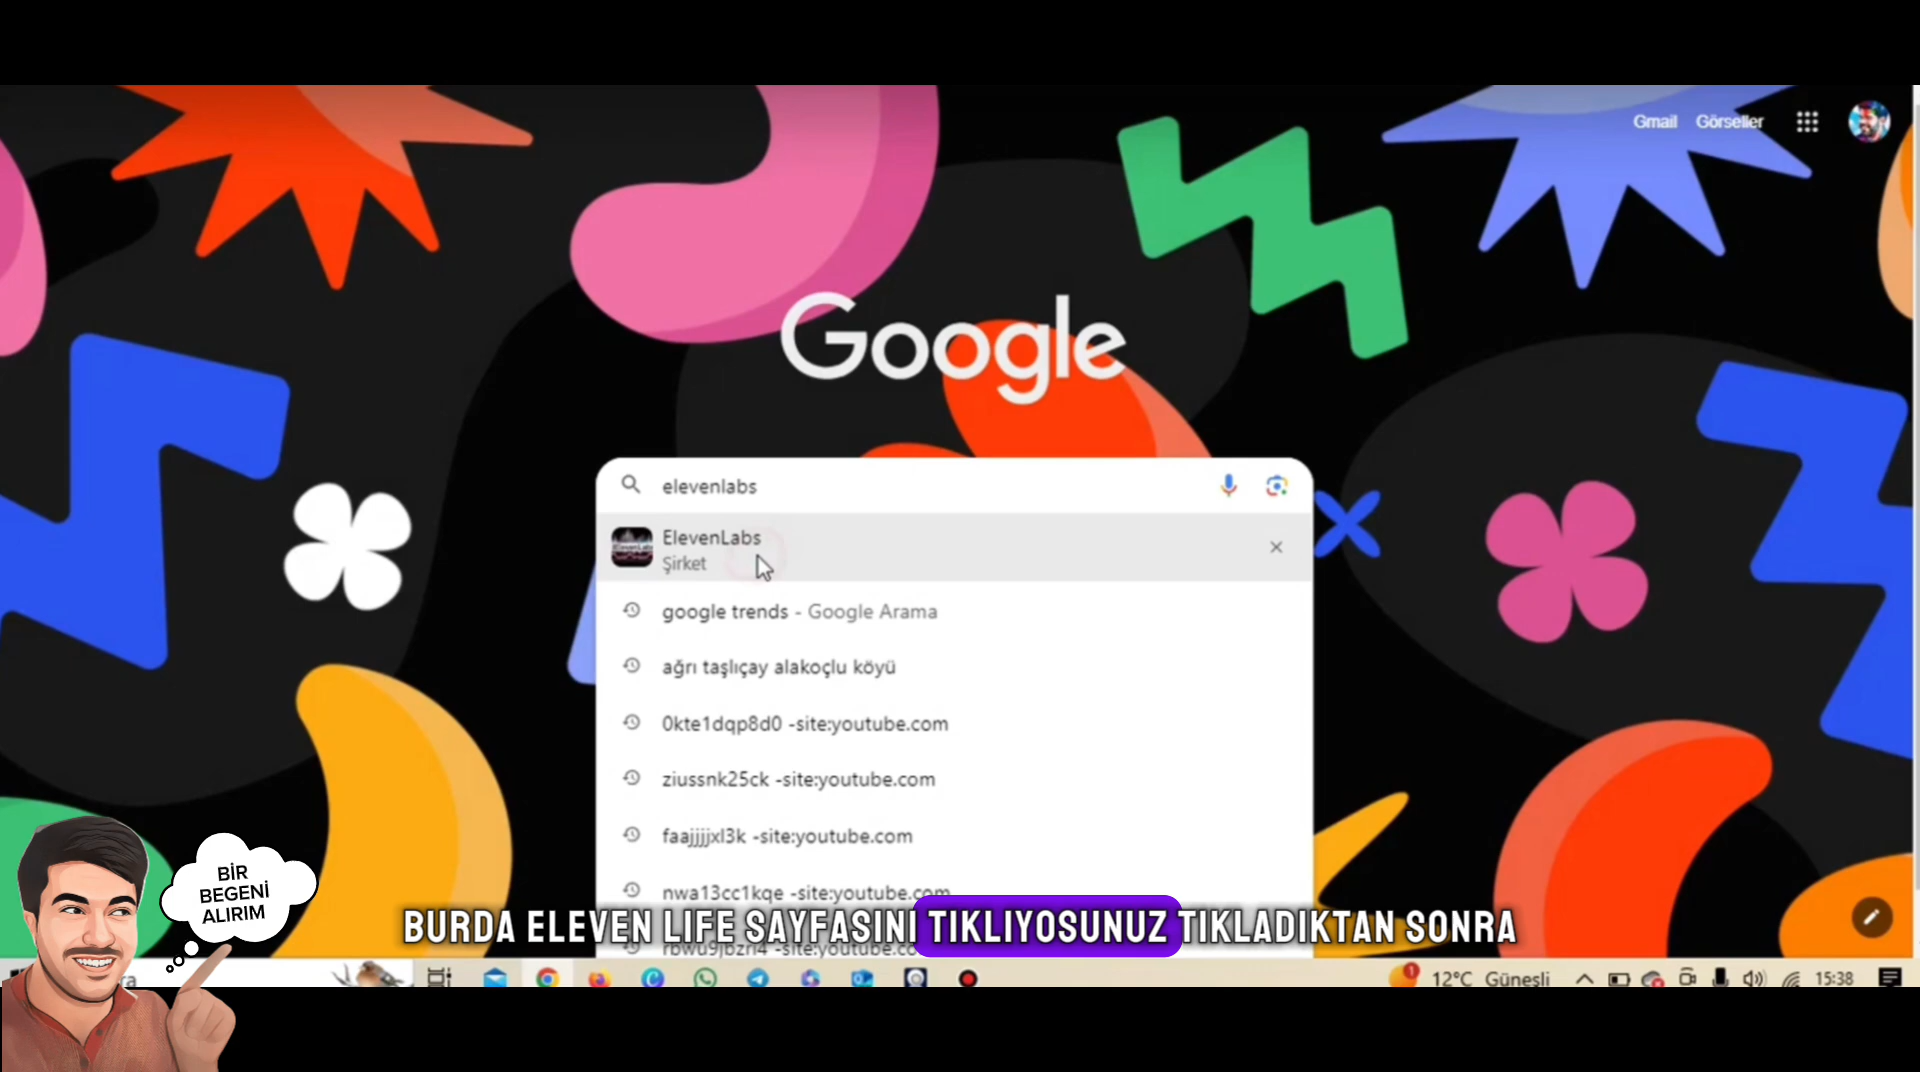 Gmail Görseller
Google
elevenlabs
ElevenLabs
Şirket
google trends - Google Arama
ağrı taşlıçay alakoçlu köyü
0kte1dqp8d0 -site:youtube.com
ziussnk25ck -site:youtube.com
faajjjjxl3k -site:youtube.com
nwa13cc1kqe -site:youtube.com
BİR
BEGENİ
ALIRIM
BURDA ELEVEN LIFE SAYFASINI TIKLIYOSUNUZ TIKLADIKTAN SONRA
1
12°C Güneşli
15:38